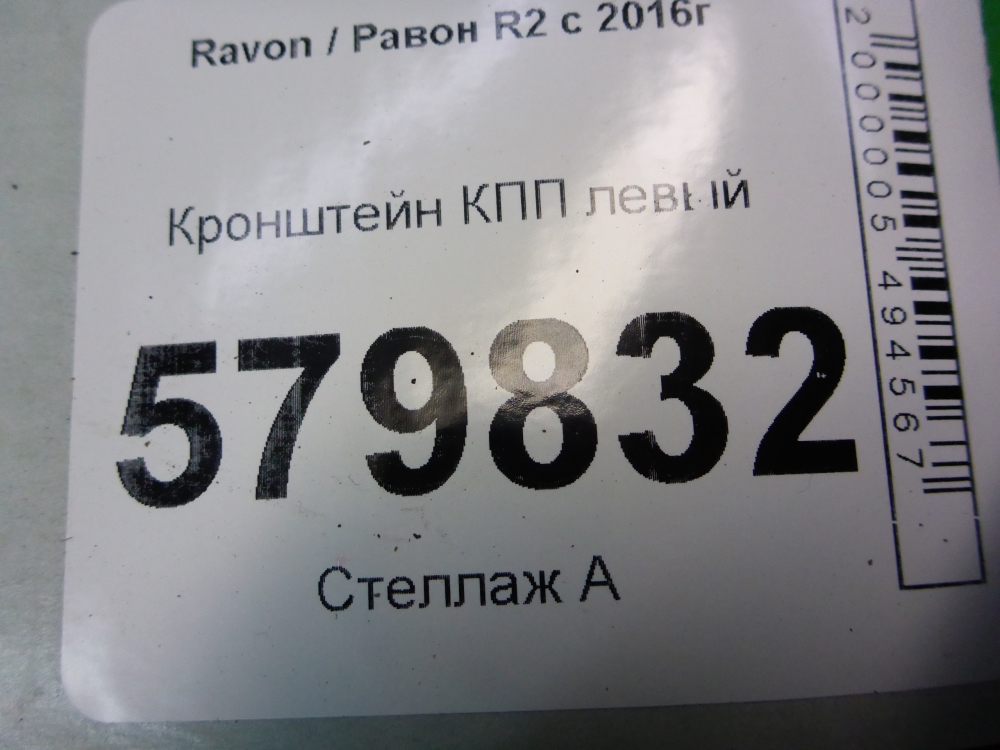 Ravon / Равон R2 с 2016г
Кронштейн КПП левый
579832
Стеллаж А
2000005494567